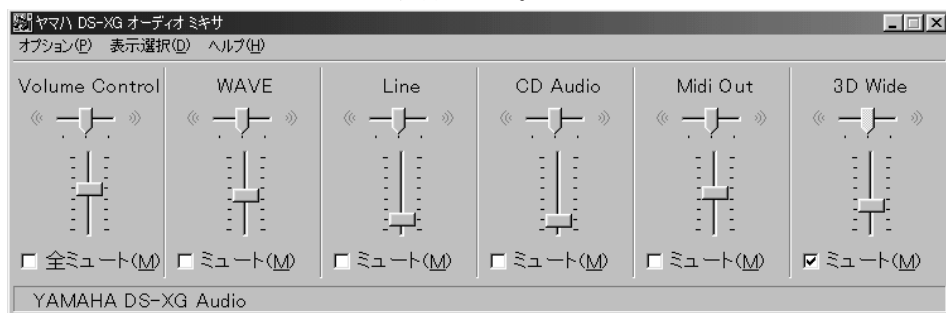 ヤマハ DS-XG オーディオ ミキサ
オプション(P) 表示選択(D) ヘルプ(H)
Volume Control WAVE Line CD Audio Midi Out 3D Wide
全ミュート(M) ミュート(M) ミュート(M) ミュート(M) ミュート(M) ミュート(M)
YAMAHA DS-XG Audio